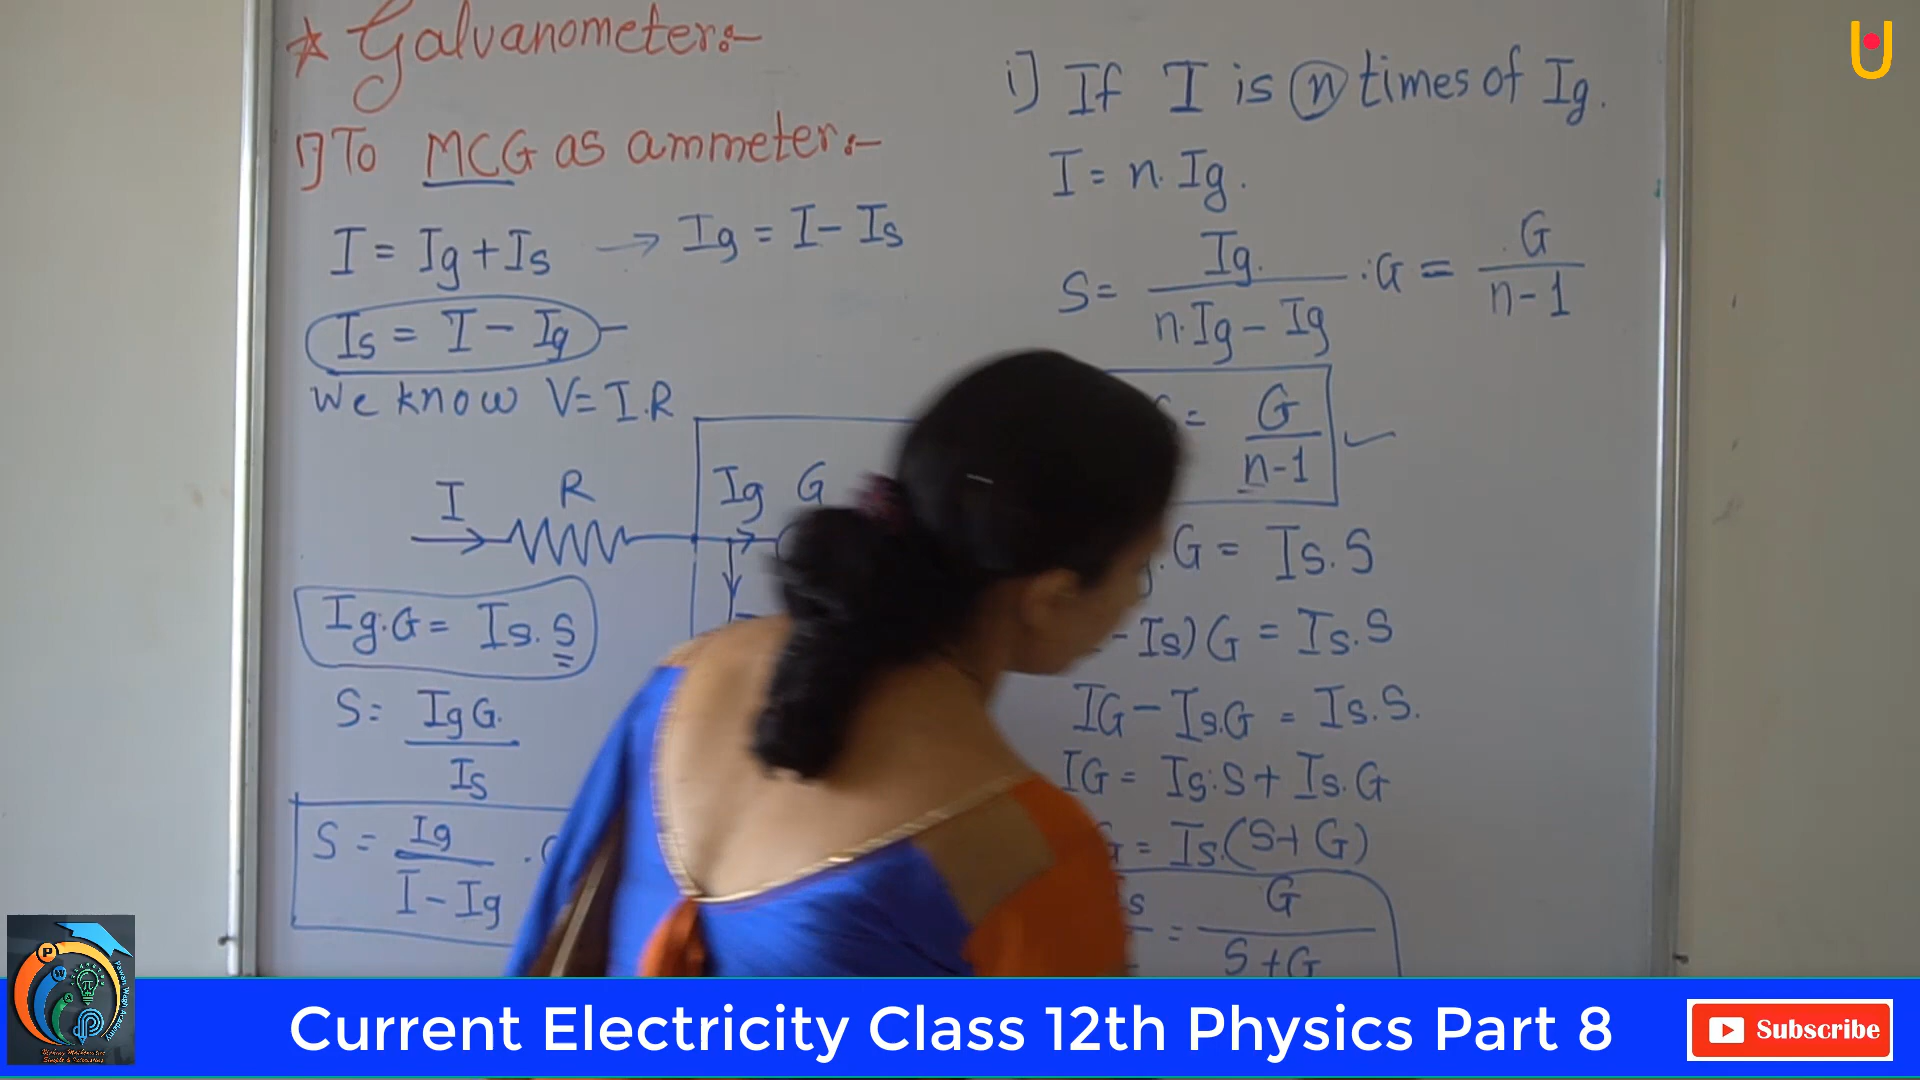 * Galvanometer:-
1] To MCG as ammeter:-
I = Ig + Is → Ig = I - Is
Is = I - Ig
We know V = I.R
I R Ig G
Ig.G = Is.S
S = IgG.
Is
S = Ig
I - Ig
i] If I is n times of Ig.
I = n.Ig.
S = Ig. .G = G
n.Ig - Ig n-1
= G
n-1
.G = Is.S
- Is)G = Is.S
IG - Is.G = Is.S.
IG = Is.S + Is.G
= Is.(S+G)
s = G
S+G
Current Electricity Class 12th Physics Part 8
Subscribe